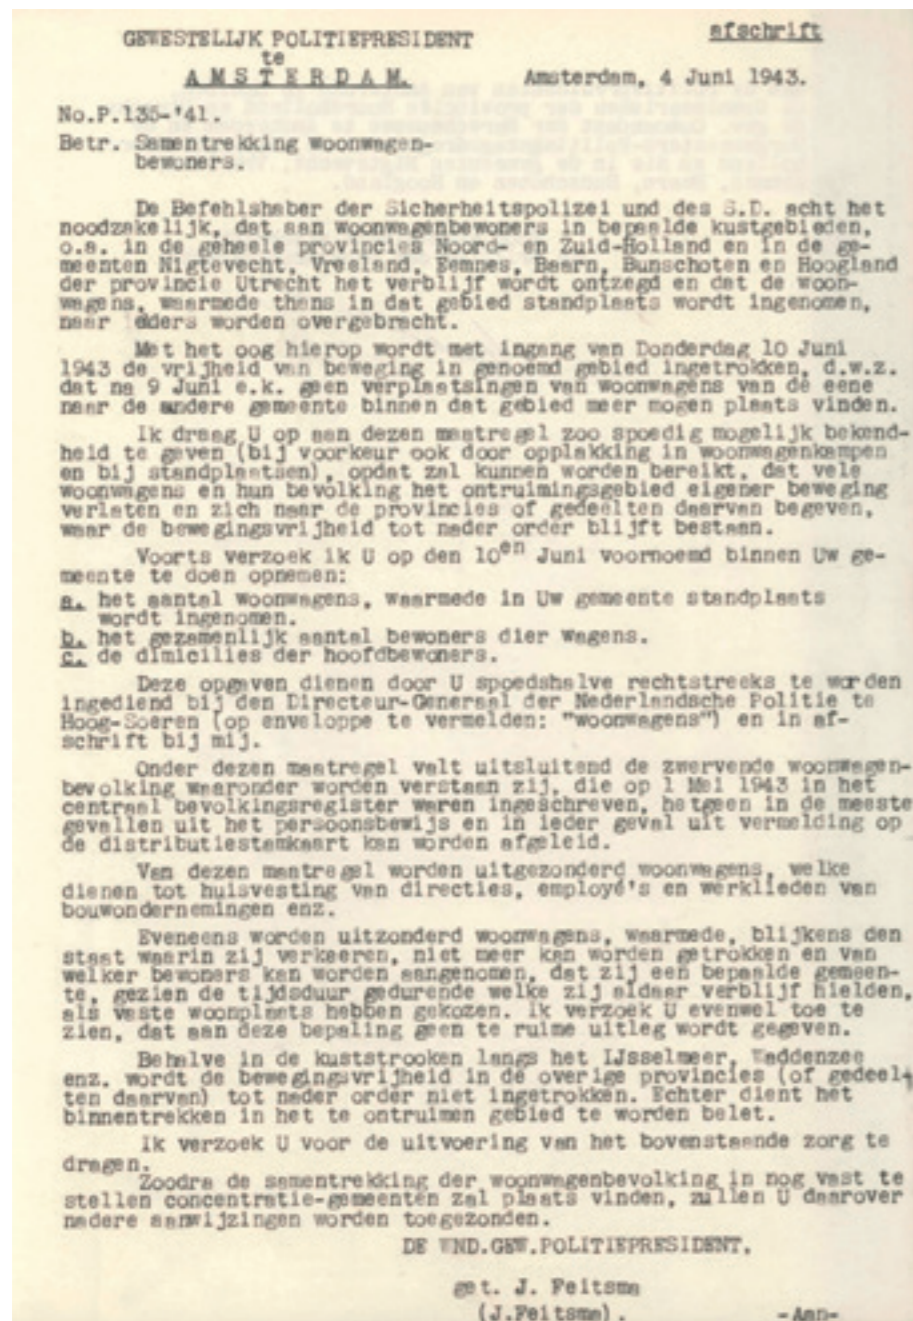 afschrift
GEWESTELIJK POLITIEPRESIDENT
te
AMSTERDAM.
Amsterdam, 4 Juni 1943.
No.P.135-'41.
Betr. Samentrekking woonwagen-
bewoners.
De Befehlshaber der Sicherheitspolizei und des S.D. acht het
noodzakelijk, dat aan woonwagenbewoners in bepaalde kustgebieden,
o.a. in de geheele provincies Noord- en Zuid-Holland en in de ge-
meenten Nigtevecht, Vreeland, Eemnes, Baarn, Bunschoten en Hoogland
der provincie Utrecht het verblijf wordt ontzegd en dat de woon-
wagens, waarmede thans in dat gebied standplaats wordt ingenomen,
naar elders worden overgebracht.
Met het oog hierop wordt met ingang van Donderdag 10 Juni
1943 de vrijheid van beweging in genoemd gebied ingetrokken, d.w.z.
dat na 9 Juni e.k. geen verplaatsingen van woonwagens van de eene
naar de andere gemeente binnen dat gebied meer mogen plaats vinden.
Ik draag U op aan dezen maatregel zoo spoedig mogelijk bekend-
heid te geven (bij voorkeur ook door opplakking in woonwagenkampen
en bij standplaatsen), opdat zal kunnen worden bereikt, dat vele
woonwagens en hun bevolking het ontruimingsgebied eigener beweging
verlaten en zich naar de provincies of gedeelten daarvan begeven,
waar de bewegingsvrijheid tot nader order blijft bestaan.
Voorts verzoek ik U op den 10en Juni voornoemd binnen Uw ge-
meente te doen opnemen:
a. het aantal woonwagens, waarmede in Uw gemeente standplaats
wordt ingenomen.
b. het gezamenlijk aantal bewoners dier wagens.
c. de dimicilies der hoofdbewoners.
Deze opgaven dienen door U spoedshalve rechtstreeks te worden
ingediend bij den Directeur-Generaal der Nederlandsche Politie te
Hoog-Soeren (op enveloppe te vermelden: "woonwagens") en in af-
schrift bij mij.
Onder dezen maatregel valt uitsluitend de zwervende woonwagen-
bevolking waaronder worden verstaan zij, die op 1 Mei 1943 in het
centraal bevolkingsregister waren ingeschreven, hetgeen in de meeste
gevallen uit het persoonsbewijs en in ieder geval uit vermelding op
de distributiestamkaart kan worden afgeleid.
Van dezen maatregel worden uitgezonderd woonwagens, welke
dienen tot huisvesting van directies, employé's en werklieden van
bouwondernemingen enz.
Eveneens worden uitzonderd woonwagens, waarmede, blijkens den
staat waarin zij verkeeren, niet meer kan worden getrokken en van
welker bewoners kan worden aangenomen, dat zij een bepaalde gemeen-
te, gezien de tijdsduur gedurende welke zij aldaar verblijf hielden,
als vaste woonplaats hebben gekozen. Ik verzoek U evenwel toe te
zien, dat aan deze bepaling geen te ruime uitleg wordt gegeven.
Behalve in de kuststrooken langs het IJsselmeer, Waddenzee
enz. wordt de bewegingsvrijheid in de overige provincies (of gedeel-
ten daarvan) tot nader order niet ingetrokken. Echter dient het
binnentrekken in het te ontruimen gebied te worden belet.
Ik verzoek U voor de uitvoering van het bovenstaande zorg te
dragen.
Zoodra de samentrekking der woonwagenbevolking in nog vast te
stellen concentratie-gemeenten zal plaats vinden, zullen U daarover
nadere aanwijzingen worden toegezonden.
DE WND.GEW.POLITIEPRESIDENT.
get. J. Feitsma
(J.Feitsma).
-Aan-